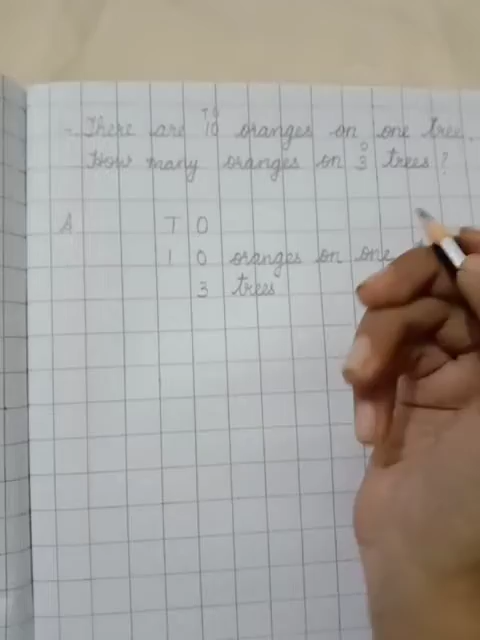 T O
- There are 10 oranges on one tree.
O
How many oranges on 3 trees?
A T O
1 0 oranges on one
3 trees